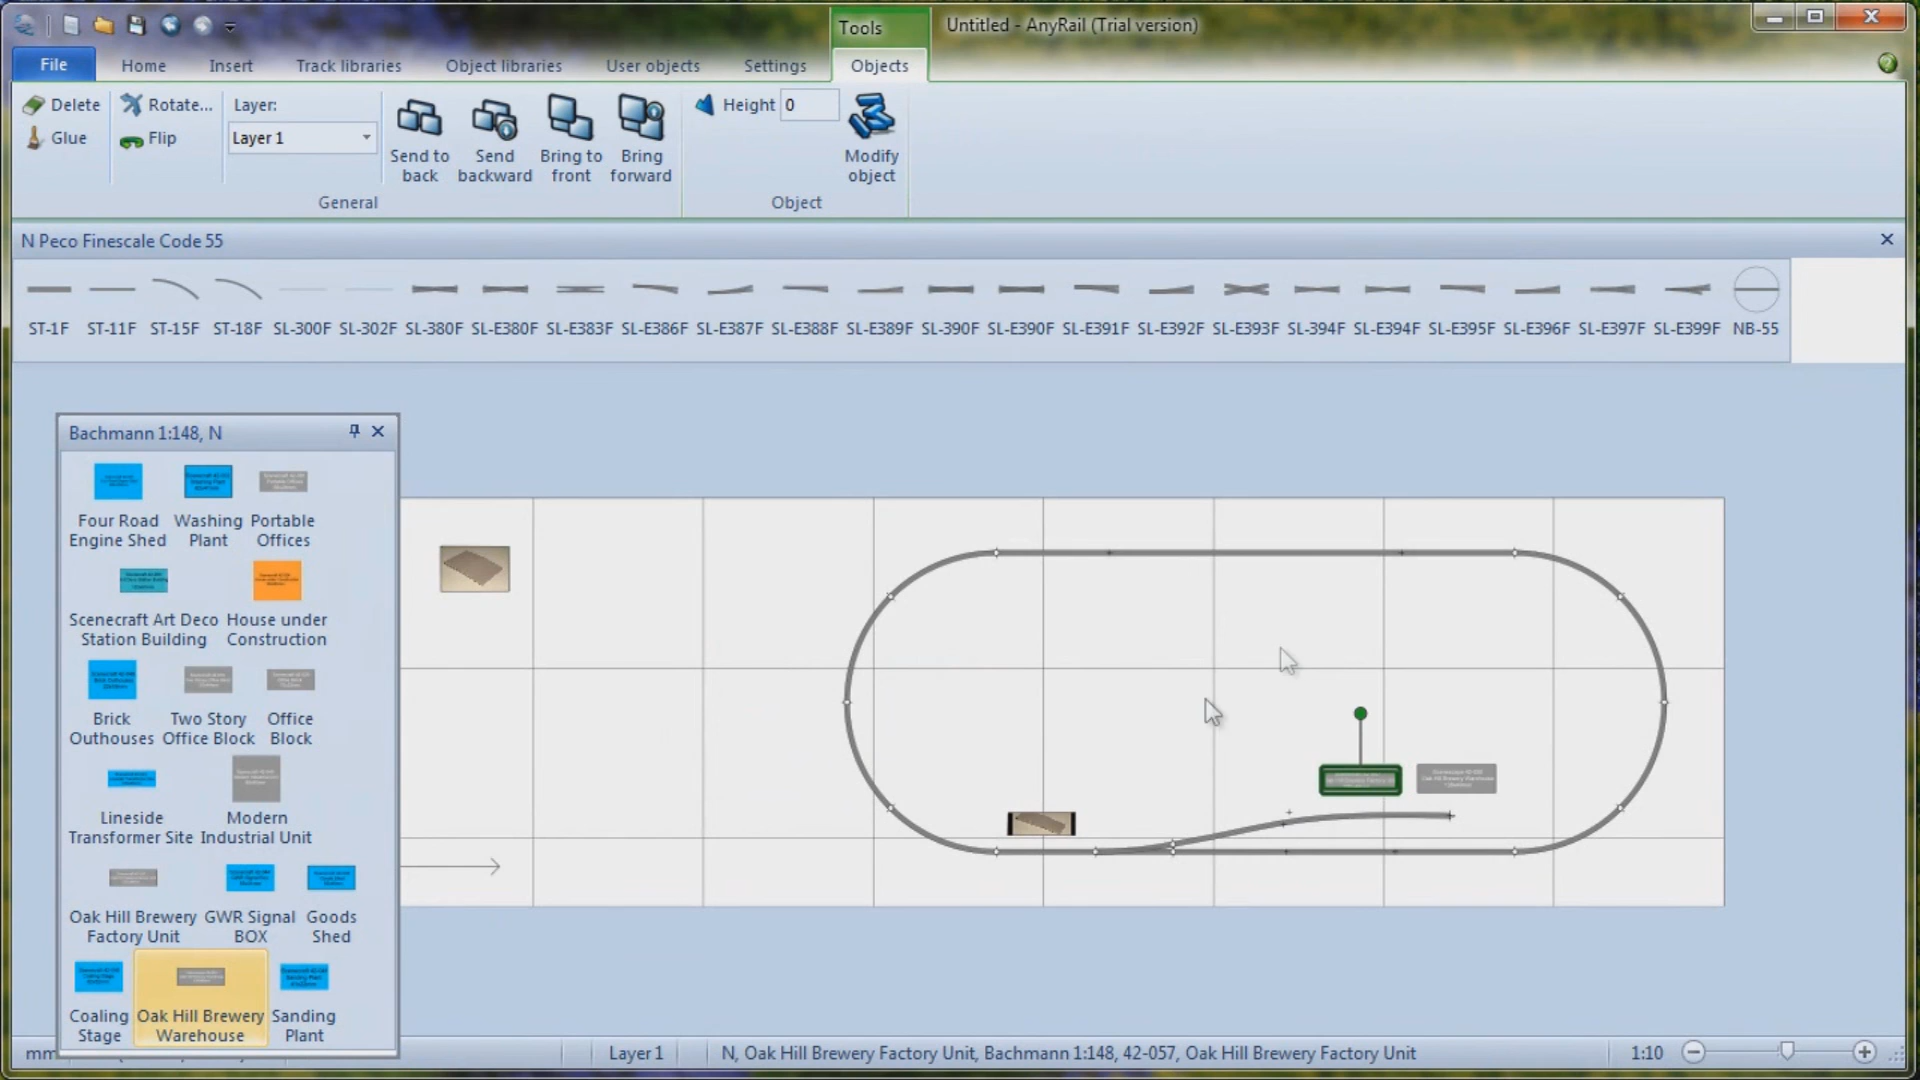 Tools
Untitled - AnyRail (Trial version)
File
Home
Insert
Track libraries
Object libraries
User objects
Settings
Objects
Delete
Rotate...
Layer:
Height 0
Glue
Flip
Layer 1
Send to back
Send backward
Bring to front
Bring forward
Modify object
General
Object
N Peco Finescale Code 55
ST-1F ST-11F ST-15F ST-18F SL-300F SL-302F SL-380F SL-E380F SL-E383F SL-E386F SL-E387F SL-E388F SL-E389F SL-390F SL-E390F SL-E391F SL-E392F SL-E393F SL-394F SL-E394F SL-E395F SL-E396F SL-E397F SL-E399F NB-55
Bachmann 1:148, N
Four Road Engine Shed
Washing Plant
Portable Offices
Scenecraft Art Deco Station Building
House under Construction
Brick Outhouses
Two Story Office Block
Office Block
Lineside Transformer Site
Modern Industrial Unit
Oak Hill Brewery Factory Unit
GWR Signal BOX
Goods Shed
Coaling Stage
Oak Hill Brewery Warehouse
Sanding Plant
mm
Layer 1
N, Oak Hill Brewery Factory Unit, Bachmann 1:148, 42-057, Oak Hill Brewery Factory Unit
1:10